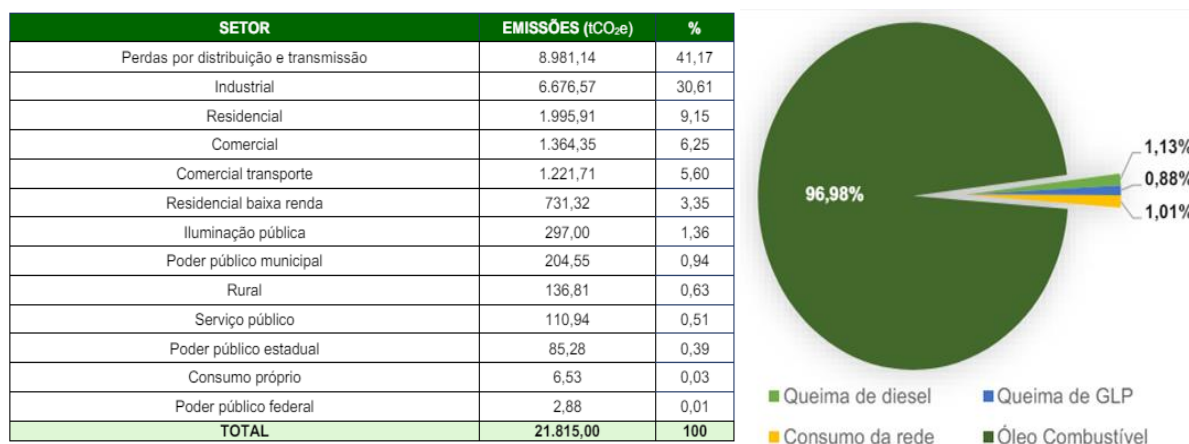 SETOR EMISSÕES (tCO₂e) %
Perdas por distribuição e transmissão 8.981,14 41,17
Industrial 6.676,57 30,61
Residencial 1.995,91 9,15
Comercial 1.364,35 6,25
Comercial transporte 1.221,71 5,60
Residencial baixa renda 731,32 3,35
Iluminação pública 297,00 1,36
Poder público municipal 204,55 0,94
Rural 136,81 0,63
Serviço público 110,94 0,51
Poder público estadual 85,28 0,39
Consumo próprio 6,53 0,03
Poder público federal 2,88 0,01
TOTAL 21.815,00 100
96,98%
1,13%
0,88%
1,01%
Queima de diesel Queima de GLP
Consumo da rede Óleo Combustível